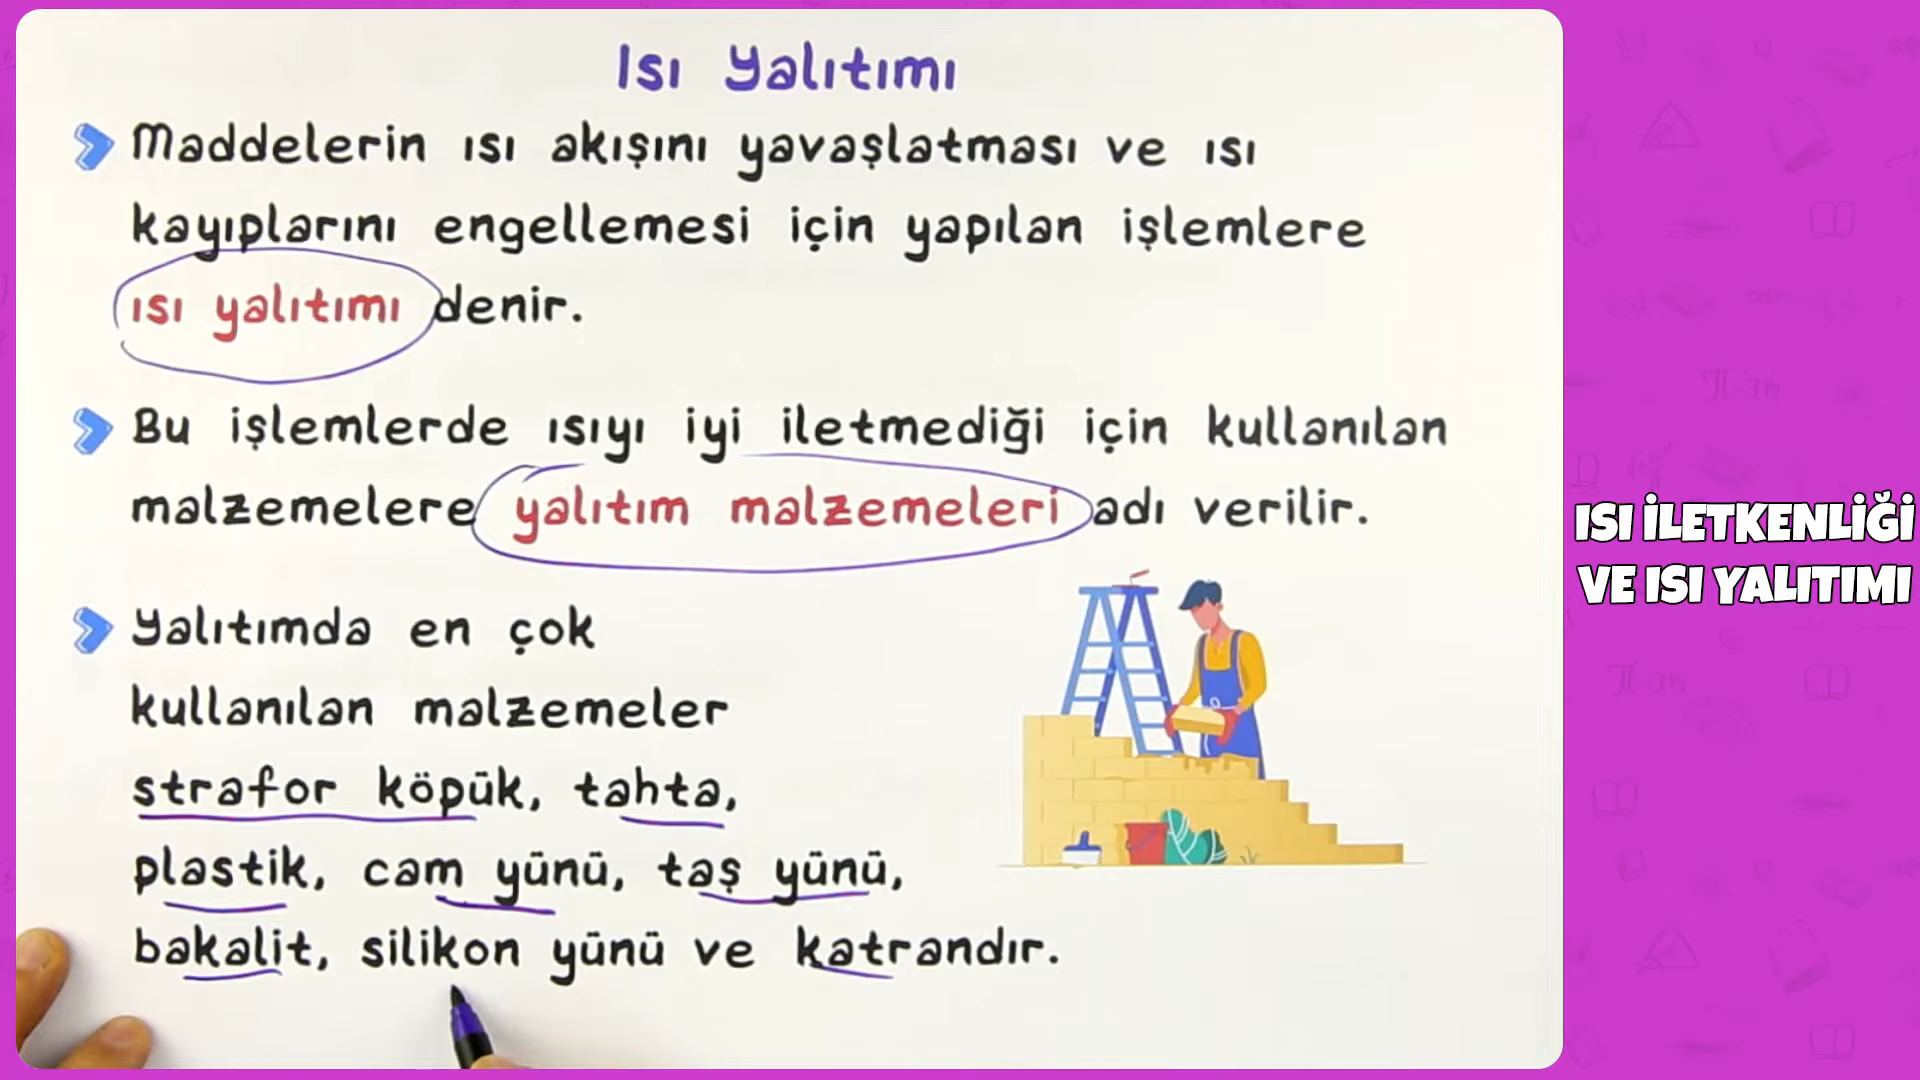 Isı Yalıtımı
Maddelerin ısı akışını yavaşlatması ve ısı
kayıplarını engellemesi için yapılan işlemlere
ısı yalıtımı denir.
Bu işlemlerde ısıyı iyi iletmediği için kullanılan
malzemelere yalıtım malzemeleri adı verilir.
Yalıtımda en çok
kullanılan malzemeler
strafor köpük, tahta,
plastik, cam yünü, taş yünü,
bakalit, silikon yünü ve katrandır.
ISI İLETKENLİĞİ
VE ISI YALITIMI